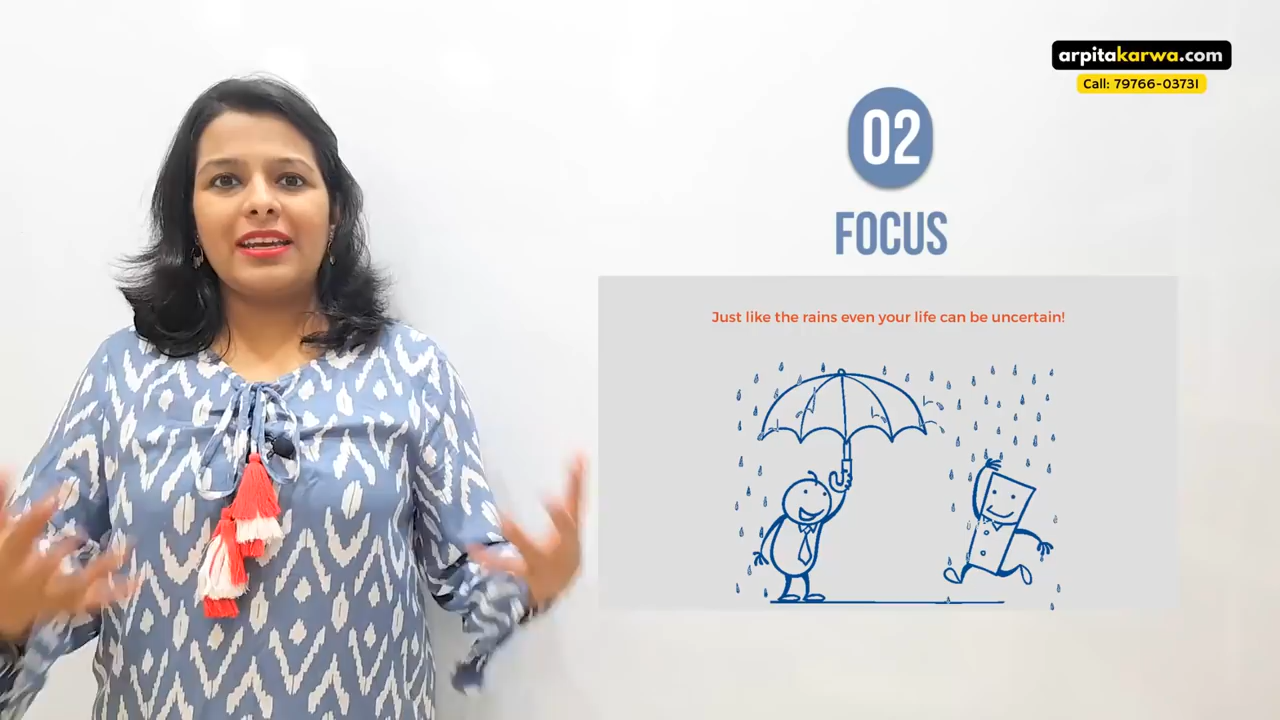 arpitakarwa.com
Call: 79766-03731
02
FOCUS
Just like the rains even your life can be uncertain!